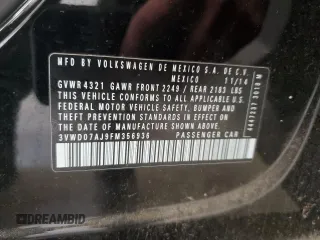 MFD BY VOLKSWAGEN DE MEXICO S.A. DE C.V.
MEXICO 11/14
GVWR 4321 GAWR FRONT 2249 / REAR 2183 LBS
THIS VEHICLE CONFORMS TO ALL APPLICABLE
FEDERAL MOTOR VEHICLE SAFETY, BUMPER AND
THEFT PREVENTION STANDARDS IN EFFECT ON
THE DATE OF MANUFACTURE SHOWN ABOVE
3VWD07AJ9FM356936 PASSENGER CAR
DREAMBID